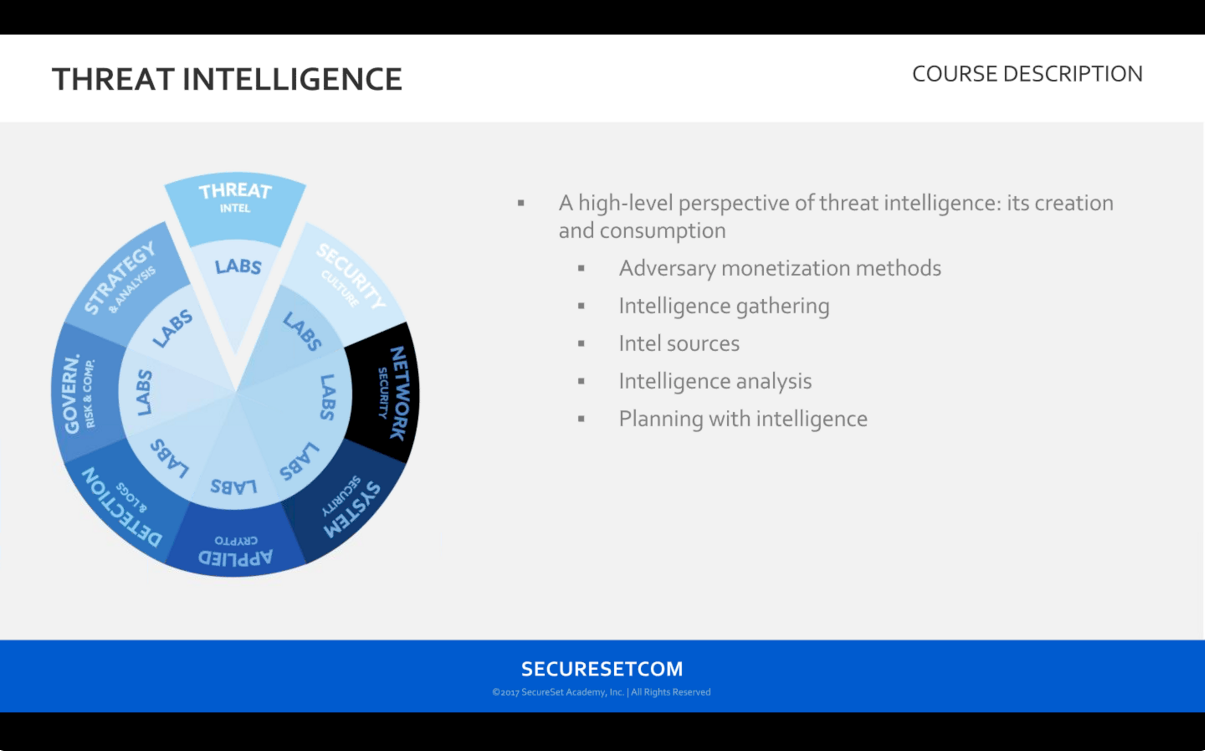 THREAT INTELLIGENCE
COURSE DESCRIPTION
THREAT
INTEL
LABS
SECURITY
CULTURE
LABS
NETWORK
SECURITY
LABS
SYSTEM
SECURITY
LABS
APPLIED
CRYPTO
LABS
DETECTION
& LOGS
LABS
GOVERN.
RISK & COMP.
LABS
STRATEGY
& ANALYSIS
LABS
▪ A high-level perspective of threat intelligence: its creation
and consumption
▪ Adversary monetization methods
▪ Intelligence gathering
▪ Intel sources
▪ Intelligence analysis
▪ Planning with intelligence
SECURESETCOM
©2017 SecureSet Academy, Inc. | All Rights Reserved